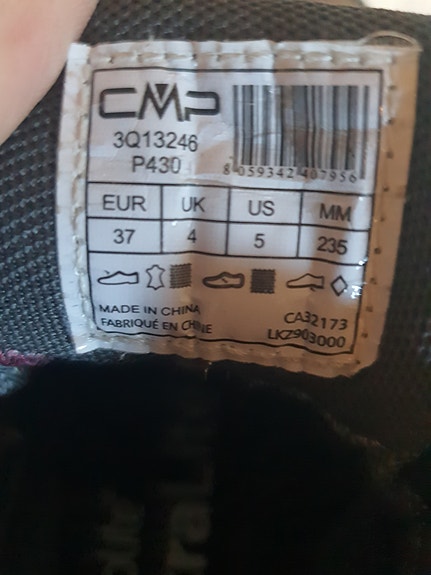 CMP
3Q13246
P430
8 059342 407956
EUR UK US MM
37 4 5 235
MADE IN CHINA
FABRIQUÉ EN CHINE
CA32173
LKZ903000